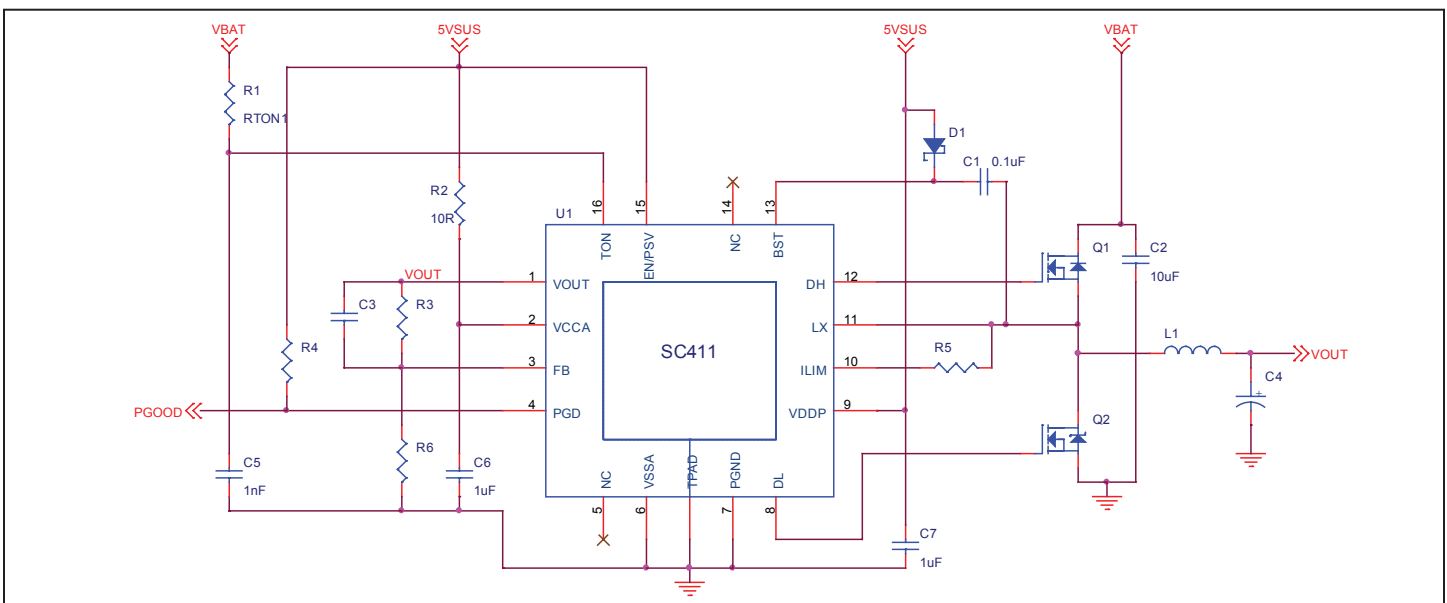 VBAT
5VSUS
5VSUS
VBAT
R1
RTON1
D1
C1 0.1uF
R2
10R
U1
16
15
14
13
TON
EN/PSV
NC
BST
Q1
C2
10uF
VOUT
1
VOUT
DH
12
C3
R3
2
VCCA
LX
11
L1
R4
SC411
R5
VOUT
3
FB
ILIM
10
C4
+
PGOOD
4
PGD
VDDP
9
Q2
R6
C5
1nF
C6
1uF
NC
VSSA
TPAD
PGND
DL
5
6
7
8
C7
1uF